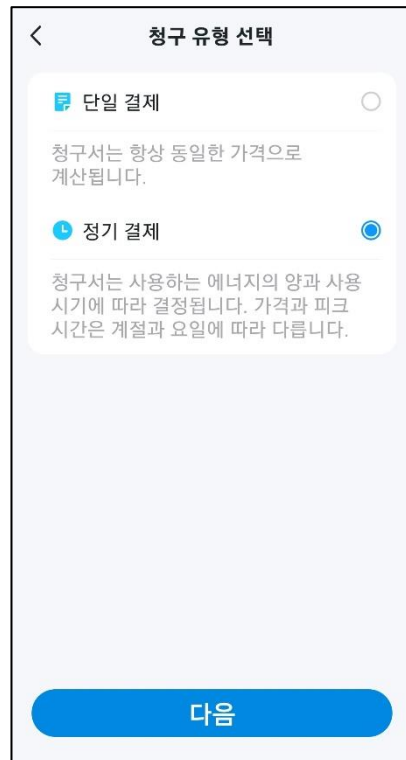 청구 유형 선택
단일 결제
청구서는 항상 동일한 가격으로
계산됩니다.
정기 결제
청구서는 사용하는 에너지의 양과 사용
시기에 따라 결정됩니다. 가격과 피크
시간은 계절과 요일에 따라 다릅니다.
다음